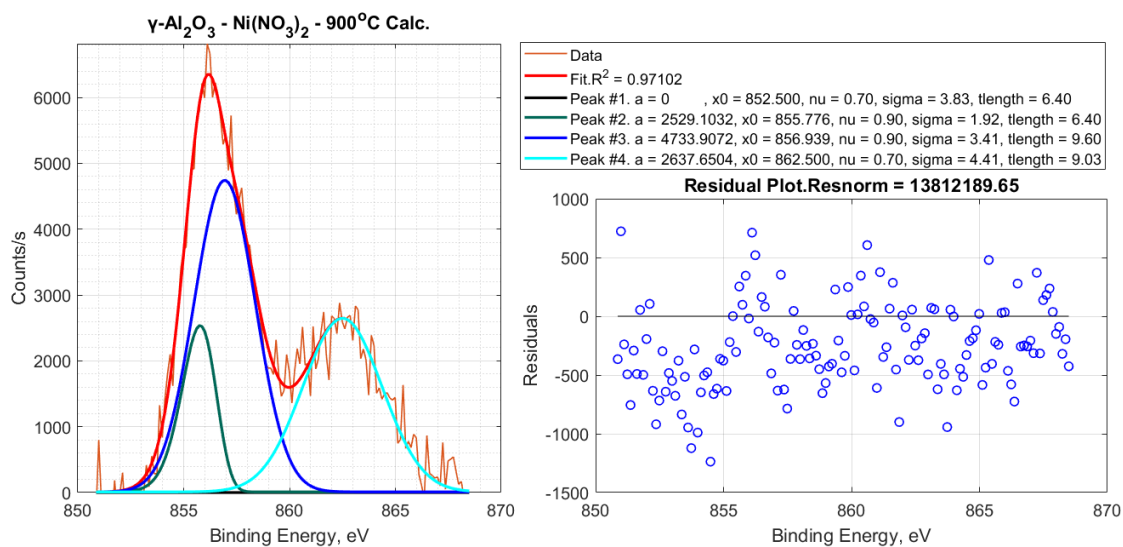 γ-Al2O3 - Ni(NO3)2 - 900°C Calc.
Counts/s
6000
5000
4000
3000
2000
1000
0
850
855
860
865
870
Binding Energy, eV
Data
Fit.R2 = 0.97102
Peak #1. a = 0 , x0 = 852.500, nu = 0.70, sigma = 3.83, tlength = 6.40
Peak #2. a = 2529.1032, x0 = 855.776, nu = 0.90, sigma = 1.92, tlength = 6.40
Peak #3. a = 4733.9072, x0 = 856.939, nu = 0.90, sigma = 3.41, tlength = 9.60
Peak #4. a = 2637.6504, x0 = 862.500, nu = 0.70, sigma = 4.41, tlength = 9.03
Residual Plot.Resnorm = 13812189.65
Residuals
1000
500
0
-500
-1000
-1500
850
855
860
865
870
Binding Energy, eV